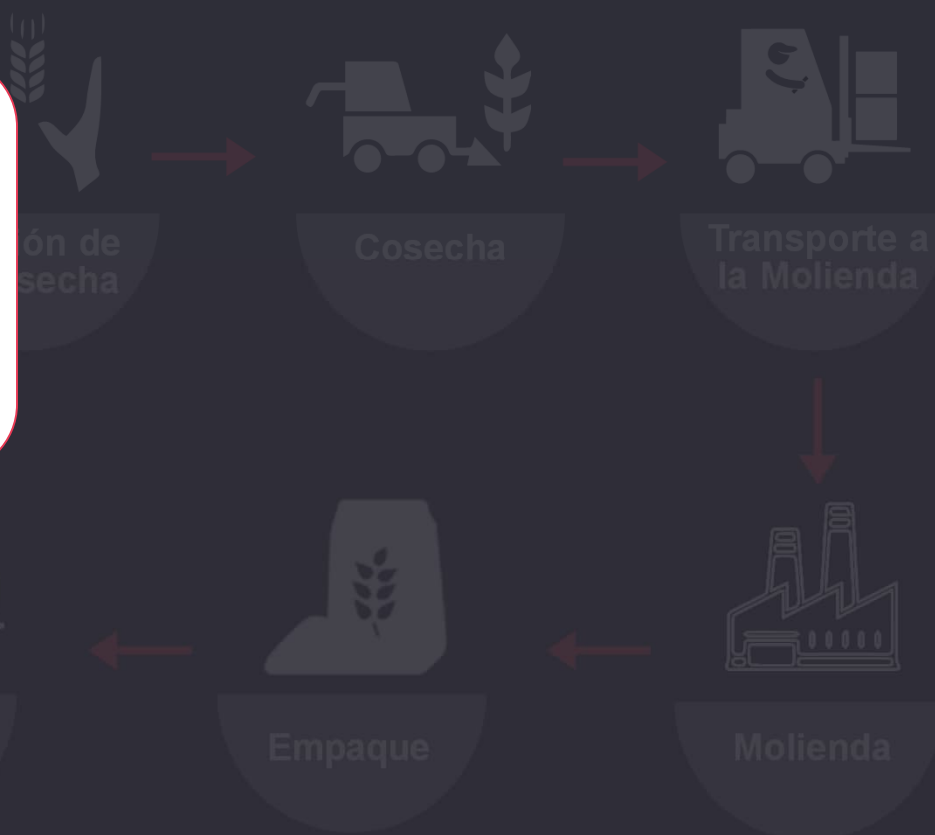 ón de
secha
Cosecha
Transporte a
la Molienda
Empaque
Molienda